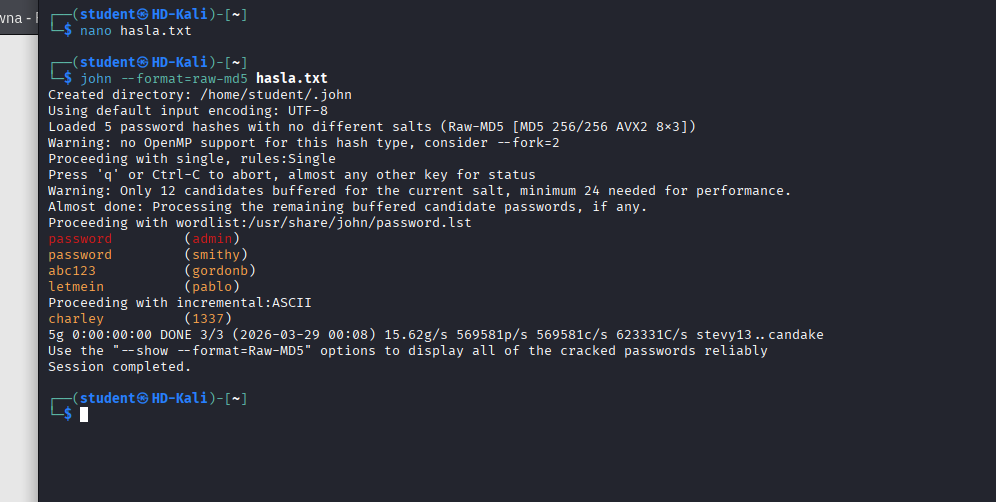 wna -
┌──(student㉿HD-Kali)-[~]
└─$ nano hasla.txt
┌──(student㉿HD-Kali)-[~]
└─$ john --format=raw-md5 hasla.txt
Created directory: /home/student/.john
Using default input encoding: UTF-8
Loaded 5 password hashes with no different salts (Raw-MD5 [MD5 256/256 AVX2 8×3])
Warning: no OpenMP support for this hash type, consider --fork=2
Proceeding with single, rules:Single
Press 'q' or Ctrl-C to abort, almost any other key for status
Warning: Only 12 candidates buffered for the current salt, minimum 24 needed for performance.
Almost done: Processing the remaining buffered candidate passwords, if any.
Proceeding with wordlist:/usr/share/john/password.lst
password         (admin)
password         (smithy)
abc123           (gordonb)
letmein          (pablo)
Proceeding with incremental:ASCII
charley          (1337)
5g 0:00:00:00 DONE 3/3 (2026-03-29 00:08) 15.62g/s 569581p/s 569581c/s 623331C/s stevy13..candake
Use the "--show --format=Raw-MD5" options to display all of the cracked passwords reliably
Session completed.
┌──(student㉿HD-Kali)-[~]
└─$